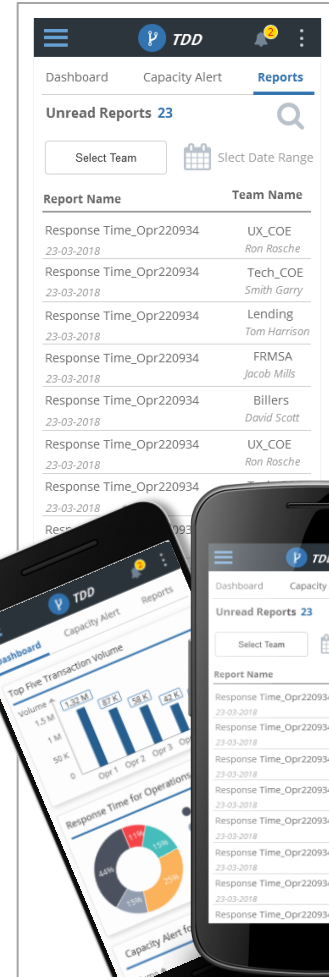 TDD
2
Dashboard Capacity Alert Reports
Unread Reports 23
Select Team Slect Date Range
Report Name Team Name
Response Time_Opr220934 UX_COE
23-03-2018 Ron Rosche
Response Time_Opr220934 Tech_COE
23-03-2018 Smith Garry
Response Time_Opr220934 Lending
23-03-2018 Tom Harrison
Response Time_Opr220934 FRMSA
23-03-2018 Jacob Mills
Response Time_Opr220934 Billers
23-03-2018 David Scott
Response Time_Opr220934 UX_COE
23-03-2018 Ron Rosche
Response Time_Opr220934
23-03-2018
TDD
2
Dashboard Capacity Alert Reports
Top Five Transaction Volume
Volume
1,32 M 87 K 58 K 42 K
1,5 M
1 M
50 K
0
Opr 1 Opr 2 Opr 3
Response Time for Operations
11%
15%
44%
25%
15%
Capacity Alert
TDD
Dashboard Capacity
Unread Reports 23
Select Team
Report Name
Response Time_Opr220934
23-03-2018
Response Time_Opr220934
23-03-2018
Response Time_Opr220934
23-03-2018
Response Time_Opr220934
23-03-2018
Response Time_Opr220934
23-03-2018
Response Time_Opr220934
23-03-2018
Response Time_Opr220934
23-03-2018
Response Time_Opr220934